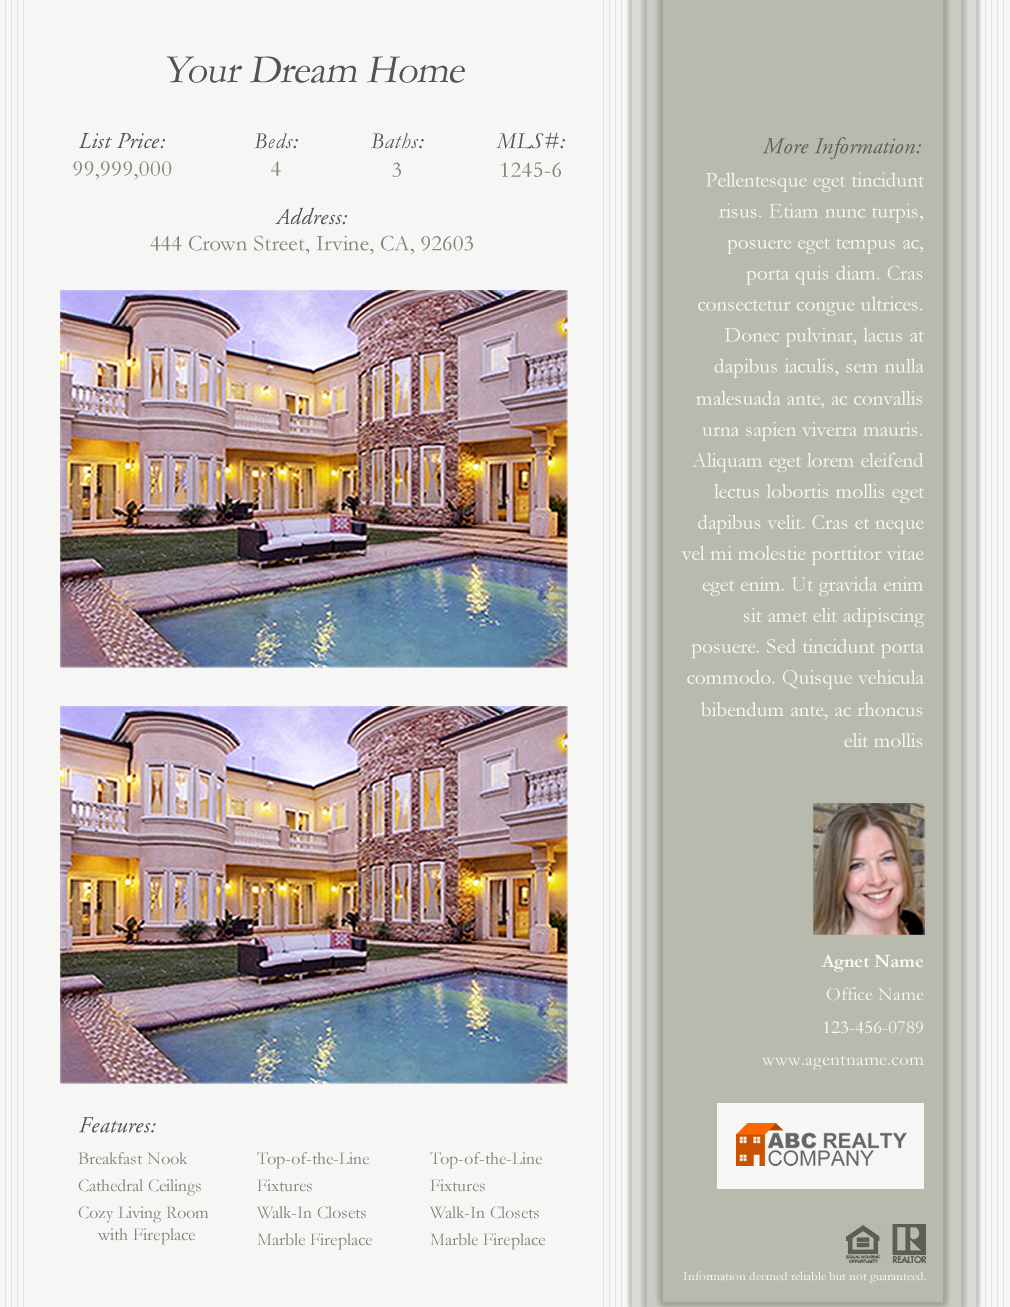 Your Dream Home
List Price:
99,999,000
Beds:
4
Baths:
3
MLS#:
1245-6
Address:
444 Crown Street, Irvine, CA, 92603
Features:
Breakfast Nook
Cathedral Ceilings
Cozy Living Room
with Fireplace
Top-of-the-Line
Fixtures
Walk-In Closets
Marble Fireplace
Top-of-the-Line
Fixtures
Walk-In Closets
Marble Fireplace
More Information:
Pellentesque eget tincidunt
risus. Etiam nunc turpis,
posuere eget tempus ac,
porta quis diam. Cras
consectetur congue ultrices.
Donec pulvinar, lacus at
dapibus iaculis, sem nulla
malesuada ante, ac convallis
urna sapien viverra mauris.
Aliquam eget lorem eleifend
lectus lobortis mollis eget
dapibus velit. Cras et neque
vel mi molestie porttitor vitae
eget enim. Ut gravida enim
sit amet elit adipiscing
posuere. Sed tincidunt porta
commodo. Quisque vehicula
bibendum ante, ac rhoncus
elit mollis
Agnet Name
Office Name
123-456-0789
www.agentname.com
ABC REALTY
COMPANY
EQUAL HOUSING
OPPORTUNITY
R
REALTOR
Information deemed reliable but not guaranteed.